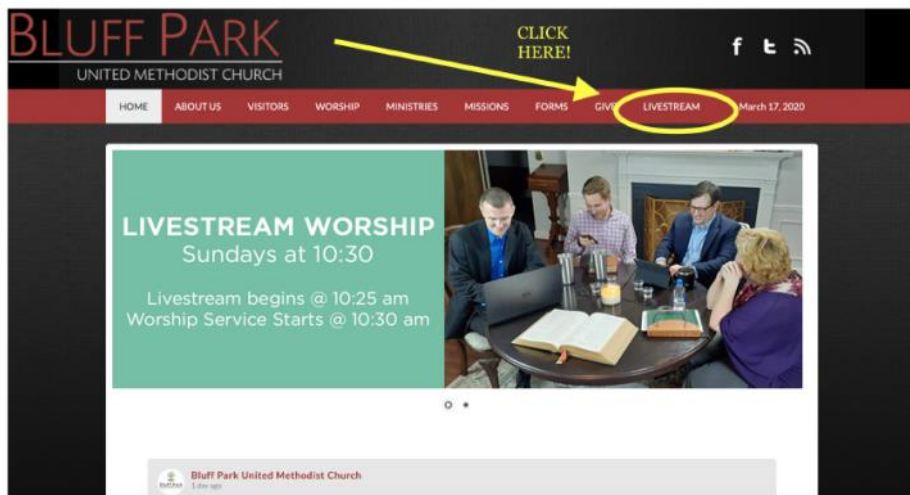 BLUFF PARK
UNITED METHODIST CHURCH
CLICK
HERE!
f t
HOME ABOUT US VISITORS WORSHIP MINISTRIES MISSIONS FORMS GIVE LIVESTREAM March 17, 2020
LIVESTREAM WORSHIP
Sundays at 10:30
Livestream begins @ 10:25 am
Worship Service Starts @ 10:30 am
Bluff Park United Methodist Church
1 day ago